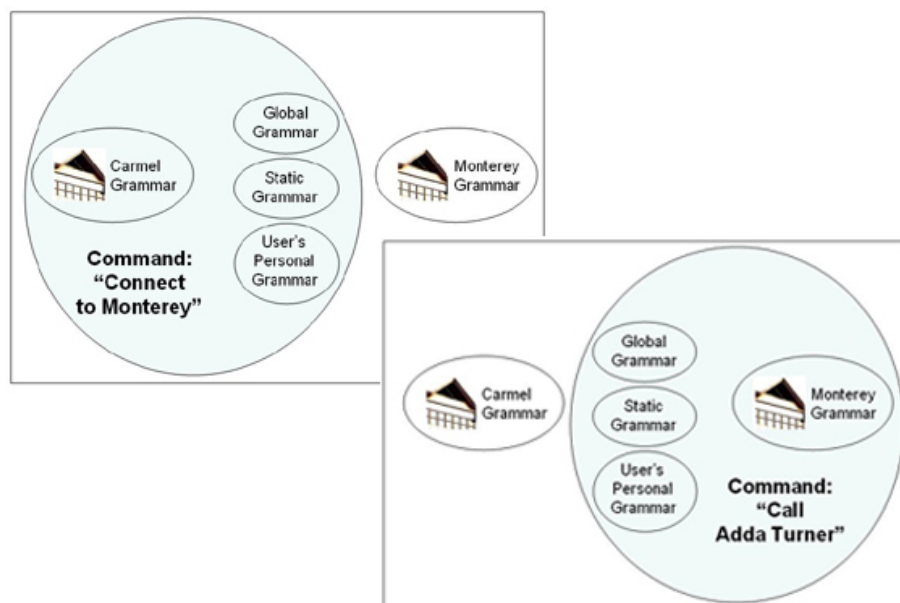 Global
Grammar
Carmel
Grammar
Static
Grammar
Monterey
Grammar
User's
Personal
Grammar
Command:
“Connect
to Monterey”
Global
Grammar
Carmel
Grammar
Static
Grammar
Monterey
Grammar
User's
Personal
Grammar
Command:
“Call
Adda Turner”